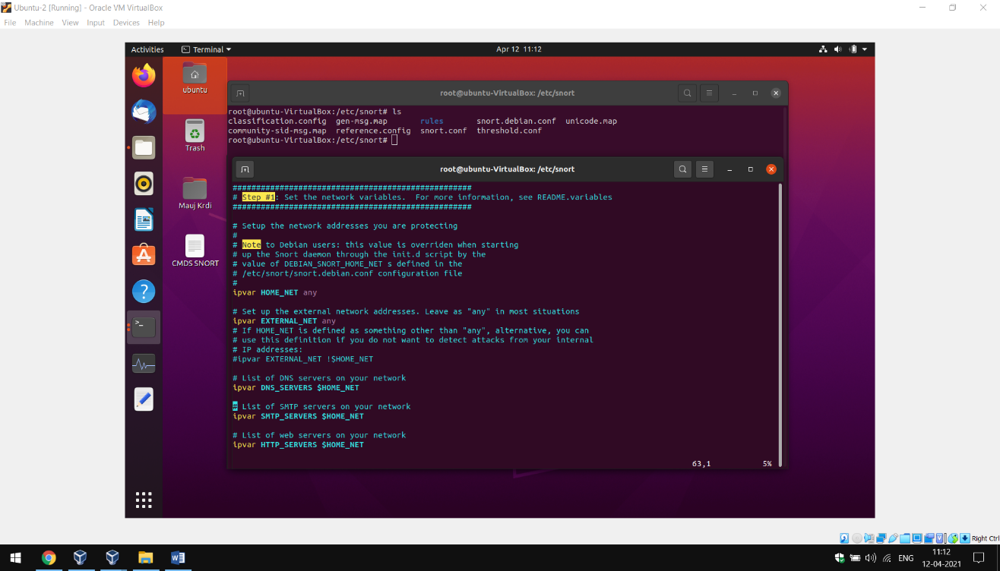 Ubuntu-2 [Running] - Oracle VM VirtualBox
File Machine View Input Devices Help
Activities Terminal Apr 12 11:12
ubuntu
Trash
Mauj Krdi
CMDS SNORT
root@ubuntu-VirtualBox: /etc/snort
root@ubuntu-VirtualBox:/etc/snort# ls
classification.config gen-msg.map rules snort.debian.conf unicode.map
community-sid-msg.map reference.config snort.conf threshold.conf
root@ubuntu-VirtualBox:/etc/snort#
root@ubuntu-VirtualBox: /etc/snort
###################################################
# Step #1: Set the network variables. For more information, see README.variables
###################################################
# Setup the network addresses you are protecting
#
# Note to Debian users: this value is overriden when starting
# up the Snort daemon through the init.d script by the
# value of DEBIAN_SNORT_HOME_NET s defined in the
# /etc/snort/snort.debian.conf configuration file
#
ipvar HOME_NET any
# Set up the external network addresses. Leave as "any" in most situations
ipvar EXTERNAL_NET any
# If HOME_NET is defined as something other than "any", alternative, you can
# use this definition if you do not want to detect attacks from your internal
# IP addresses:
#ipvar EXTERNAL_NET !$HOME_NET
# List of DNS servers on your network
ipvar DNS_SERVERS $HOME_NET
# List of SMTP servers on your network
ipvar SMTP_SERVERS $HOME_NET
# List of web servers on your network
ipvar HTTP_SERVERS $HOME_NET
63,1 5%
Right Ctrl
ENG
11:12
12-04-2021